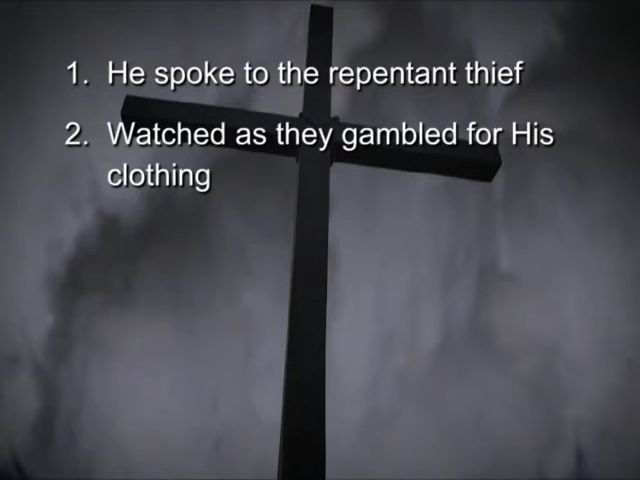 1. He spoke to the repentant thief
2. Watched as they gambled for His
clothing